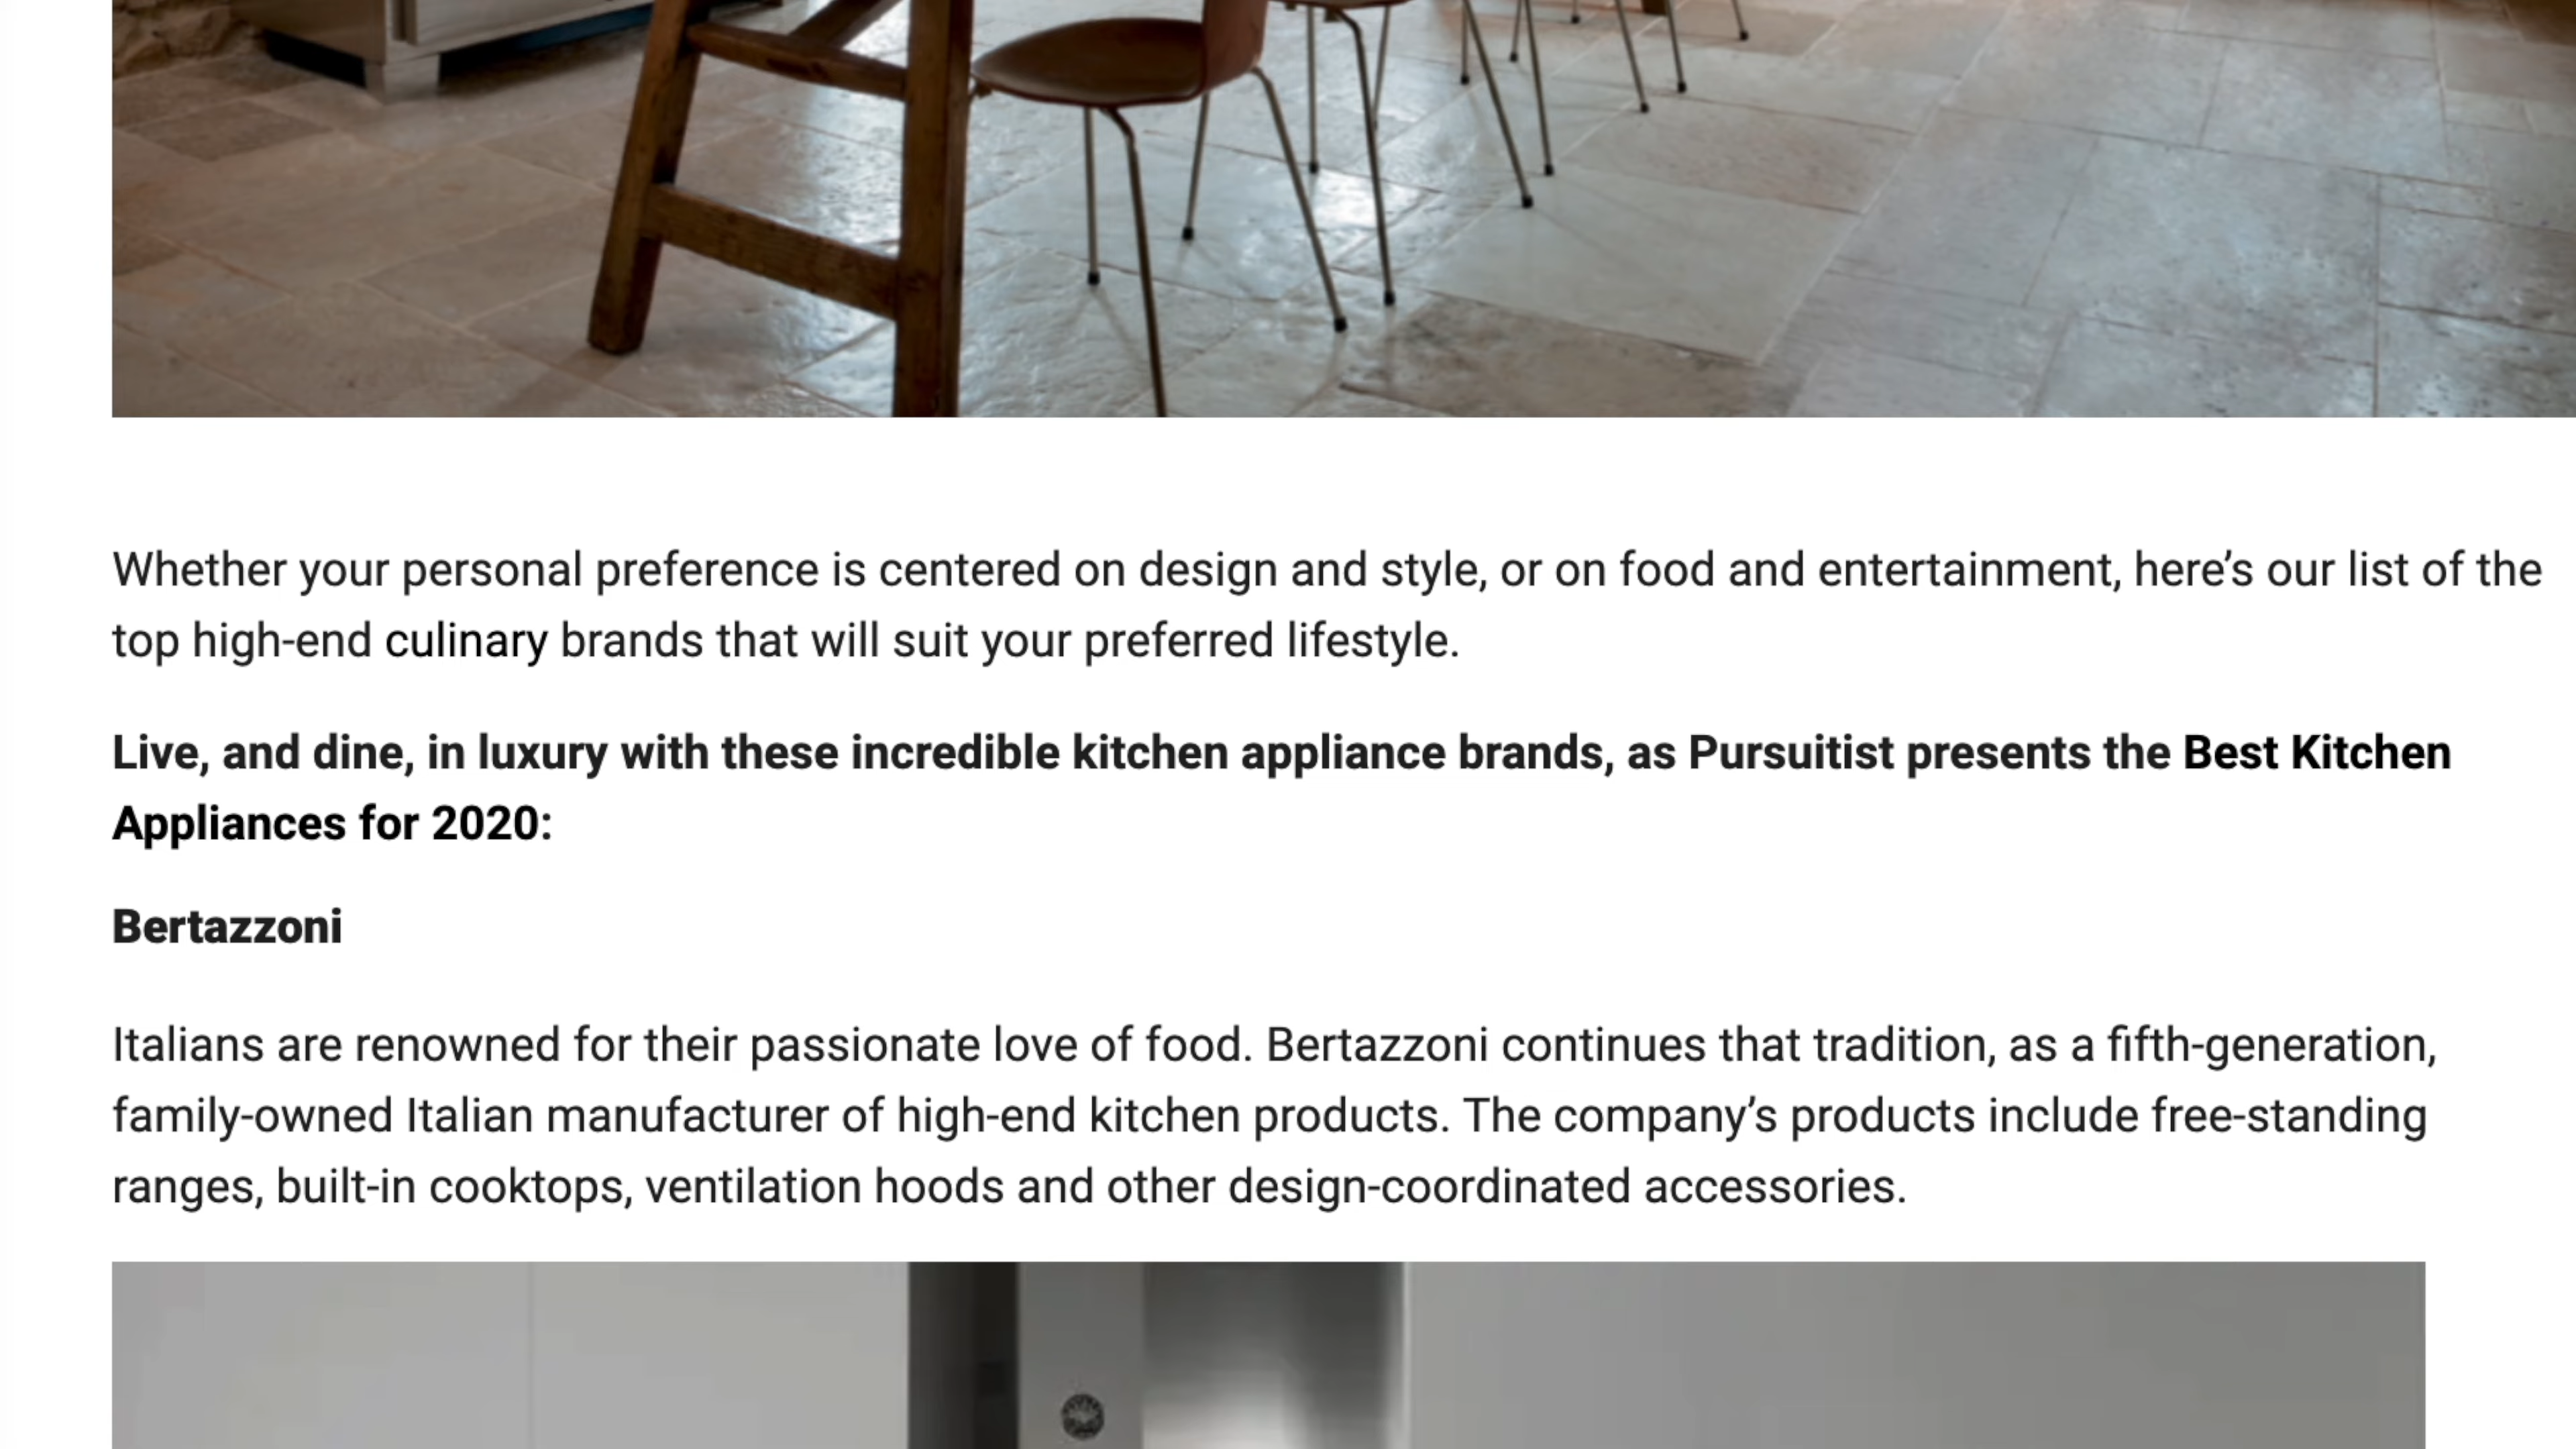 Whether your personal preference is centered on design and style, or on food and entertainment, here’s our list of the
top high-end culinary brands that will suit your preferred lifestyle.
Live, and dine, in luxury with these incredible kitchen appliance brands, as Pursuitist presents the Best Kitchen
Appliances for 2020:
Bertazzoni
Italians are renowned for their passionate love of food. Bertazzoni continues that tradition, as a fifth-generation,
family-owned Italian manufacturer of high-end kitchen products. The company’s products include free-standing
ranges, built-in cooktops, ventilation hoods and other design-coordinated accessories.